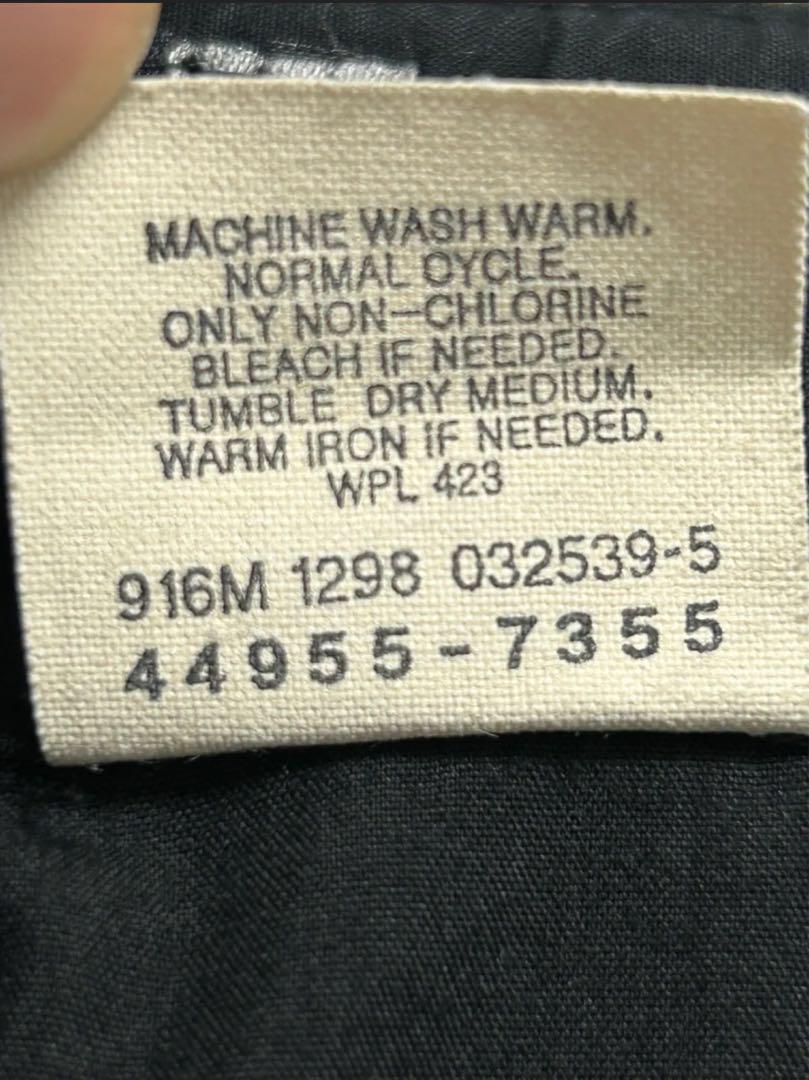 MACHINE WASH WARM.
NORMAL CYCLE.
ONLY NON-CHLORINE
BLEACH IF NEEDED.
TUMBLE DRY MEDIUM.
WARM IRON IF NEEDED.
WPL 423
916M 1298 032539-5
44955-7355